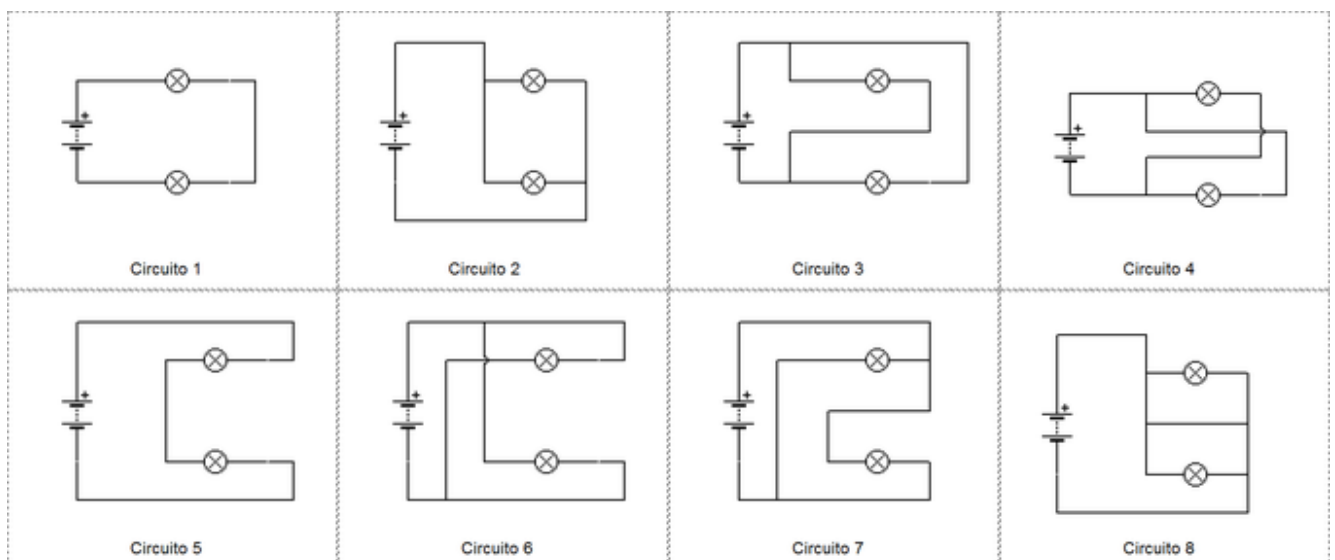 +
+
+
+
Circuito 1
Circuito 2
Circuito 3
Circuito 4
+
+
+
+
Circuito 5
Circuito 6
Circuito 7
Circuito 8